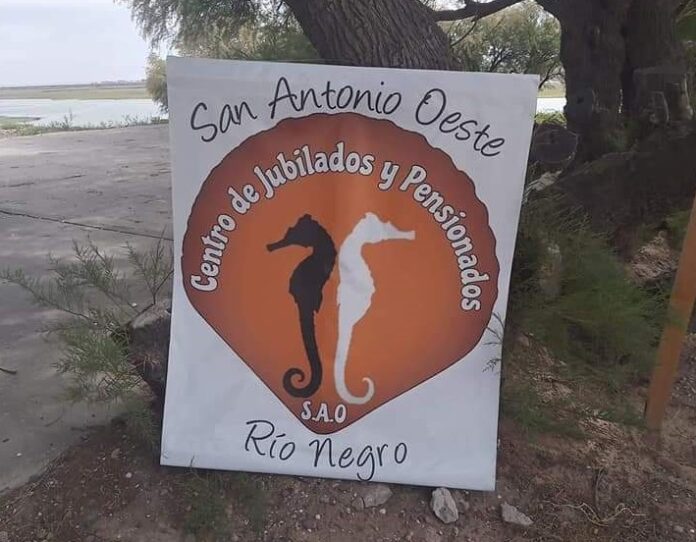 San Antonio Oeste
Centro de Jubilados y Pensionados
S.A.O
Río Negro